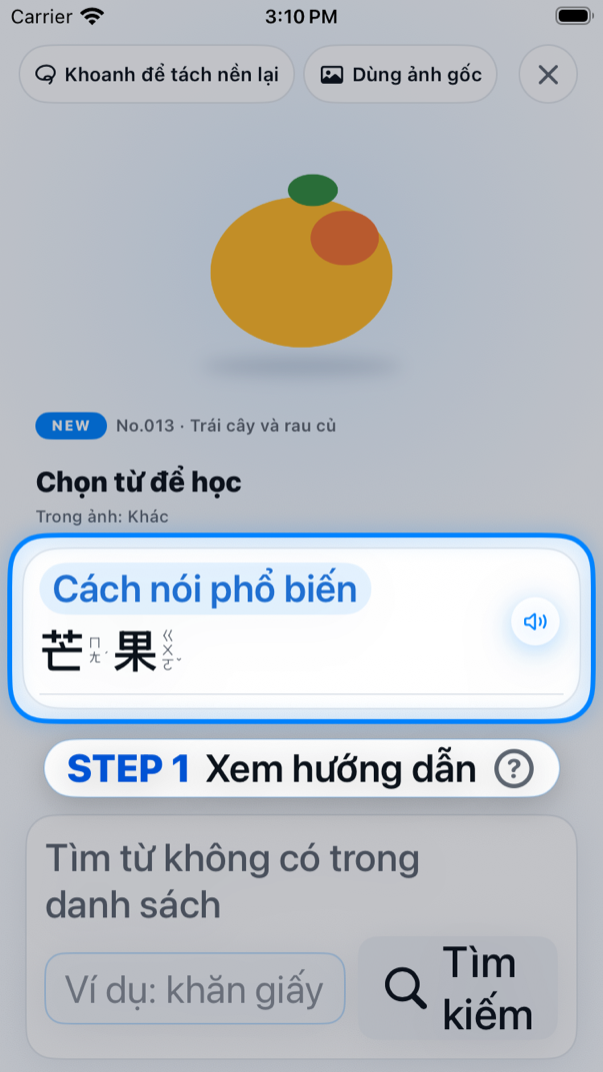 Carrier 3:10 PM
Khoanh để tách nền lại Dùng ảnh gốc
NEW No.013 · Trái cây và rau củ
Chọn từ để học
Trong ảnh: Khác
Cách nói phổ biến
芒ㄇㄤˊ果ㄍㄨㄛˇ
STEP 1 Xem hướng dẫn ?
Tìm từ không có trong
danh sách
Ví dụ: khăn giấy
Tìm
kiếm